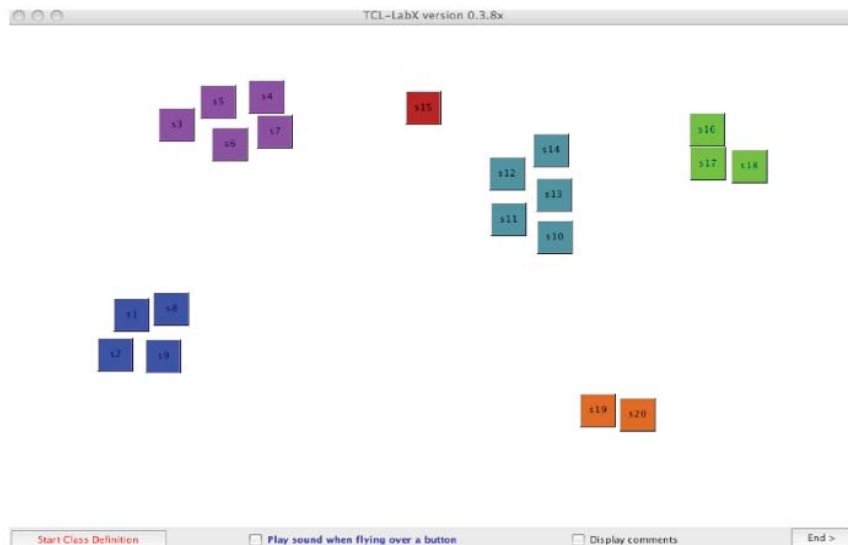 TCL-LabX version 0.3.8x
s3
s5
s4
s6
s7
s15
s16
s17
s18
s14
s12
s13
s11
s10
s1
s8
s2
s9
s19
s20
Start Class Definition
Play sound when flying over a button
Display comments
End >